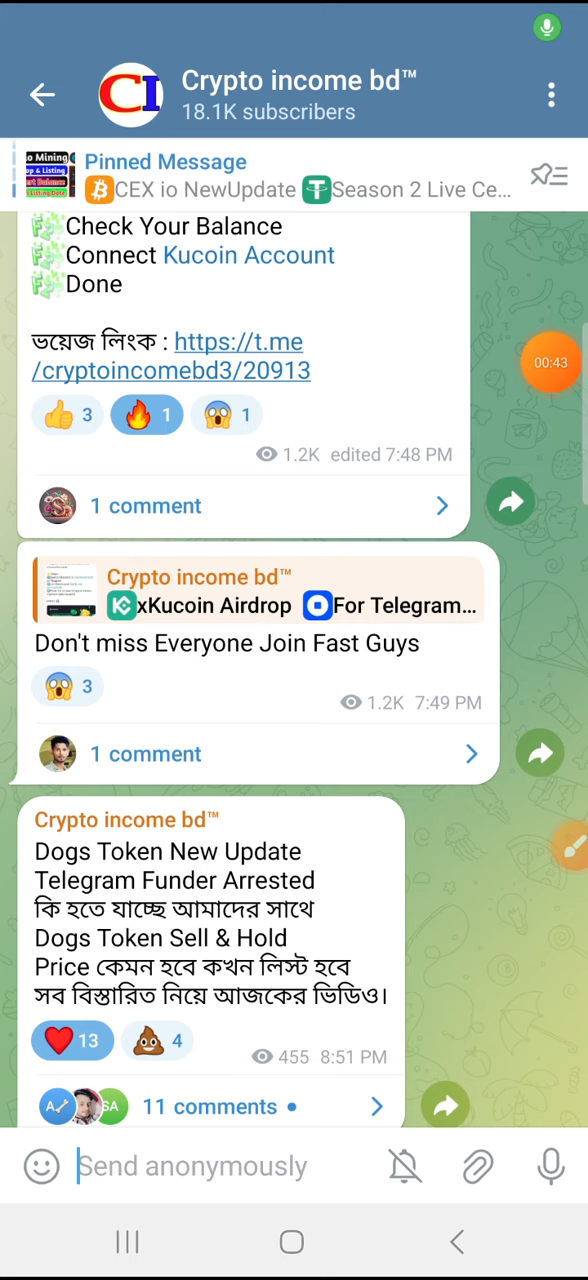 CI
Crypto income bd™
18.1K subscribers
Pinned Message
CEX io NewUpdate Season 2 Live Ce...
Check Your Balance
Connect Kucoin Account
Done
00:43
ভয়েজ লিংক : https://t.me
/cryptoincomebd3/20913
3 1 1
1.2K edited 7:48 PM
1 comment
Crypto income bd™
xKucoin Airdrop For Telegram...
Don't miss Everyone Join Fast Guys
3
1.2K 7:49 PM
1 comment
Crypto income bd™
Dogs Token New Update
Telegram Funder Arrested
কি হতে যাচ্ছে আমাদের সাথে
Dogs Token Sell & Hold
Price কেমন হবে কখন লিস্ট হবে
সব বিস্তারিত নিয়ে আজকের ভিডিও।
13 4
455 8:51 PM
SA 11 comments
Send anonymously